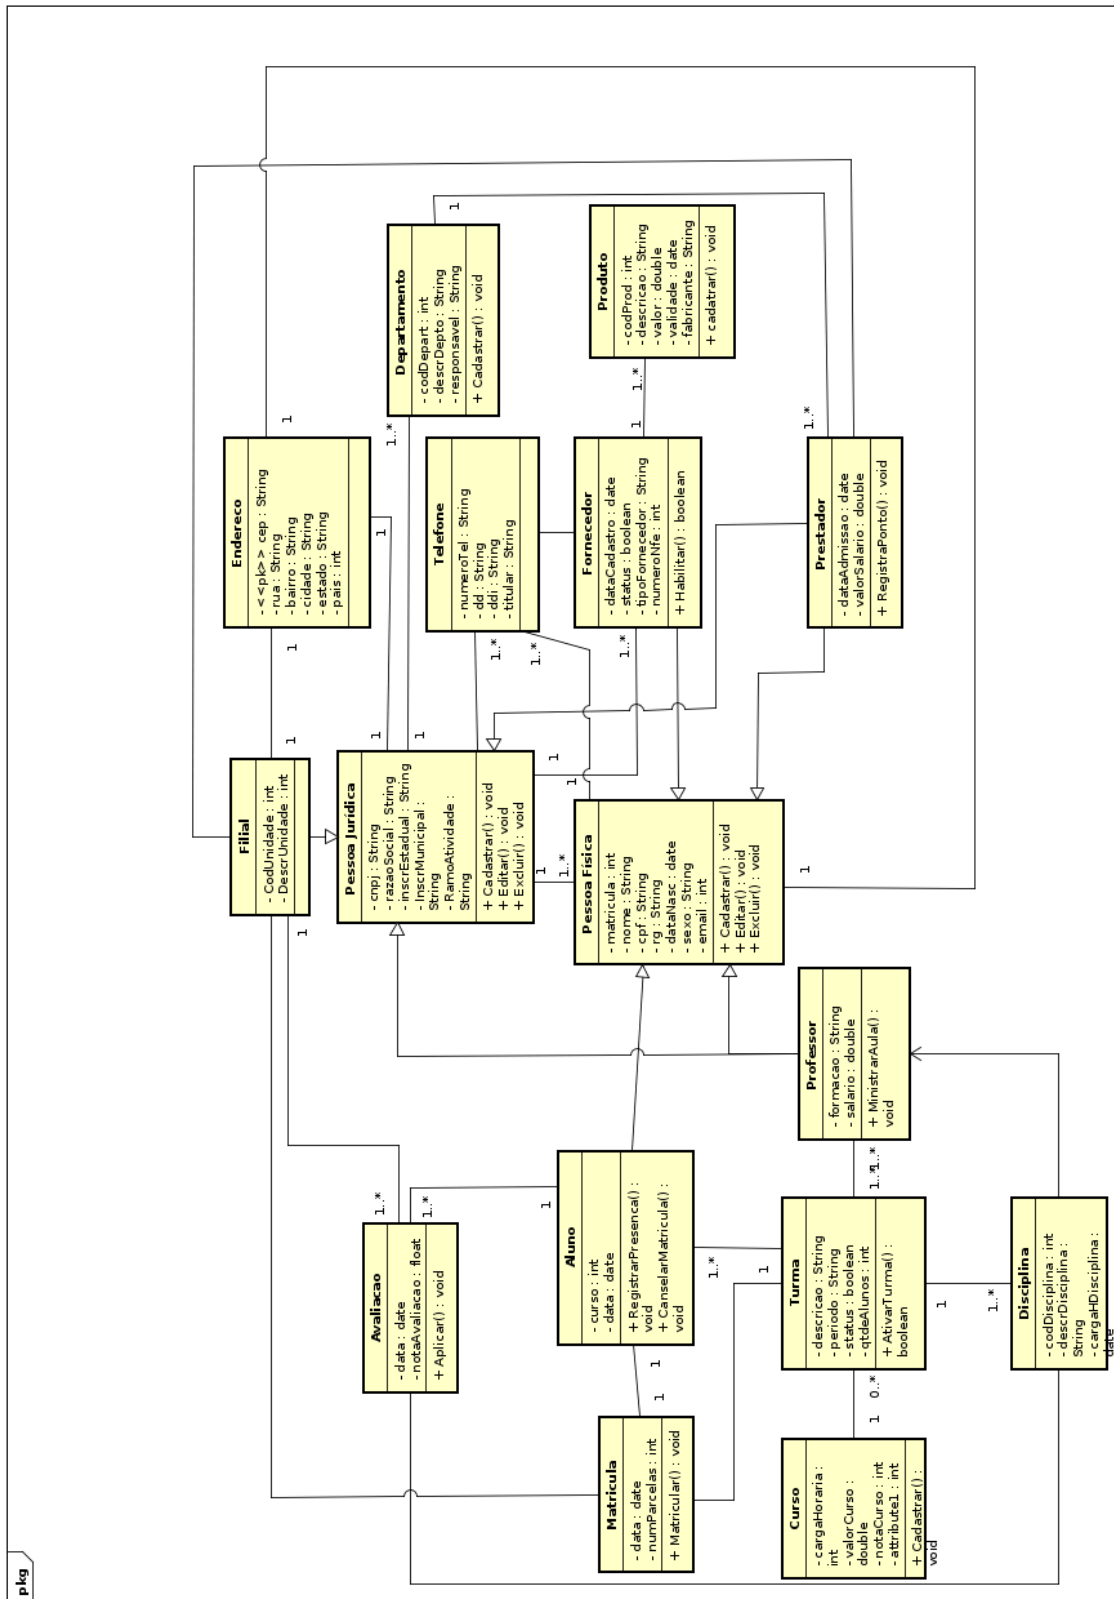 pkg
Endereco
- <<pk>> cep : String
- rua : String
- bairro : String
- cidade : String
- estado : String
- pais : int
Departamento
- codDepart : int
- descrDepto : String
- responsavel : String
+ Cadastrar() : void
Produto
- codProd : int
- descricao : String
- valor : double
- validade : date
- fabricante : String
+ cadatrar() : void
Telefone
- numeroTel : String
- dd : String
- ddi : String
- titular : String
Fornecedor
- dataCadastro : date
- status : boolean
- tipoFornecedor : String
- numeroNfe : int
+ Habilitar() : boolean
Prestador
- dataAdmissao : date
- valorSalario : double
+ RegistraPonto() : void
Filial
- CodUnidade : int
- DescrUnidade : int
Pessoa Jurídica
- cnpj : String
- razaoSocial : String
- inscrEstadual : String
- InscrMunicipal :
String
- RamoAtividade :
String
+ Cadastrar() : void
+ Editar() : void
+ Excluir() : void
Pessoa Física
- matricula : int
- nome : String
- cpf : String
- rg : String
- dataNasc : date
- sexo : String
- email : int
+ Cadastrar() : void
+ Editar() : void
+ Excluir() : void
Professor
- formacao : String
- salario : double
+ MinistrarAula() :
void
Avaliacao
- data : date
- notaAvaliacao : float
+ Aplicar() : void
Aluno
- curso : int
- data : date
+ RegistrarPresenca() :
void
+ CanselarMatricula() :
void
Turma
- descricao : String
- periodo : String
- status : boolean
- qtdeAlunos : int
+ AtivarTurma() :
boolean
Disciplina
- codDisciplina : int
- descrDisciplina :
String
- cargaHDisciplina :
date
Matricula
- data : date
- numParcelas : int
+ Matricular() : void
Curso
- cargaHoraria :
int
- valorCurso :
double
- notaCurso : int
- attribute1 : int
+ Cadastrar() :
void
1
1
1..*
1
1..*
1..*
1
1
1..*
1..*
1..*
1
1
1
1
1
1
1..*
1
1
1..*
1..*
1
1..*
1
1..*
1
1..*
1
1
0..*
1